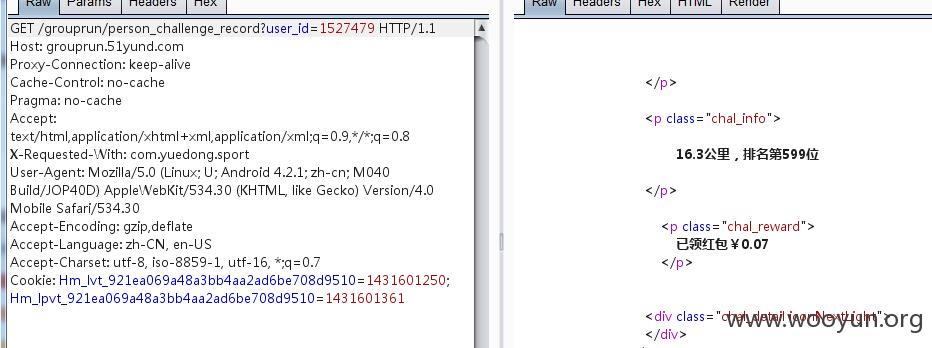 Raw Params Headers Hex
GET /grouprun/person_challenge_record?user_id=1527479 HTTP/1.1
Host: grouprun.51yund.com
Proxy-Connection: keep-alive
Cache-Control: no-cache
Pragma: no-cache
Accept:
text/html,application/xhtml+xml,application/xml;q=0.9,*/*;q=0.8
X-Requested-With: com.yuedong.sport
User-Agent: Mozilla/5.0 (Linux; U; Android 4.2.1; zh-cn; M040
Build/JOP40D) AppleWebKit/534.30 (KHTML, like Gecko) Version/4.0
Mobile Safari/534.30
Accept-Encoding: gzip,deflate
Accept-Language: zh-CN, en-US
Accept-Charset: utf-8, iso-8859-1, utf-16, *;q=0.7
Cookie: Hm_lvt_921ea069a48a3bb4aa2ad6be708d9510=1431601250;
Hm_lpvt_921ea069a48a3bb4aa2ad6be708d9510=1431601361
Raw Headers Hex HTML Render
</p>
<p class="chal_info">
16.3公里，排名第599位
</p>
<p class="chal_reward">
已领红包￥0.07
</p>
<div class="chal_detail iconNextLight">
</div>
www.wooyun.org